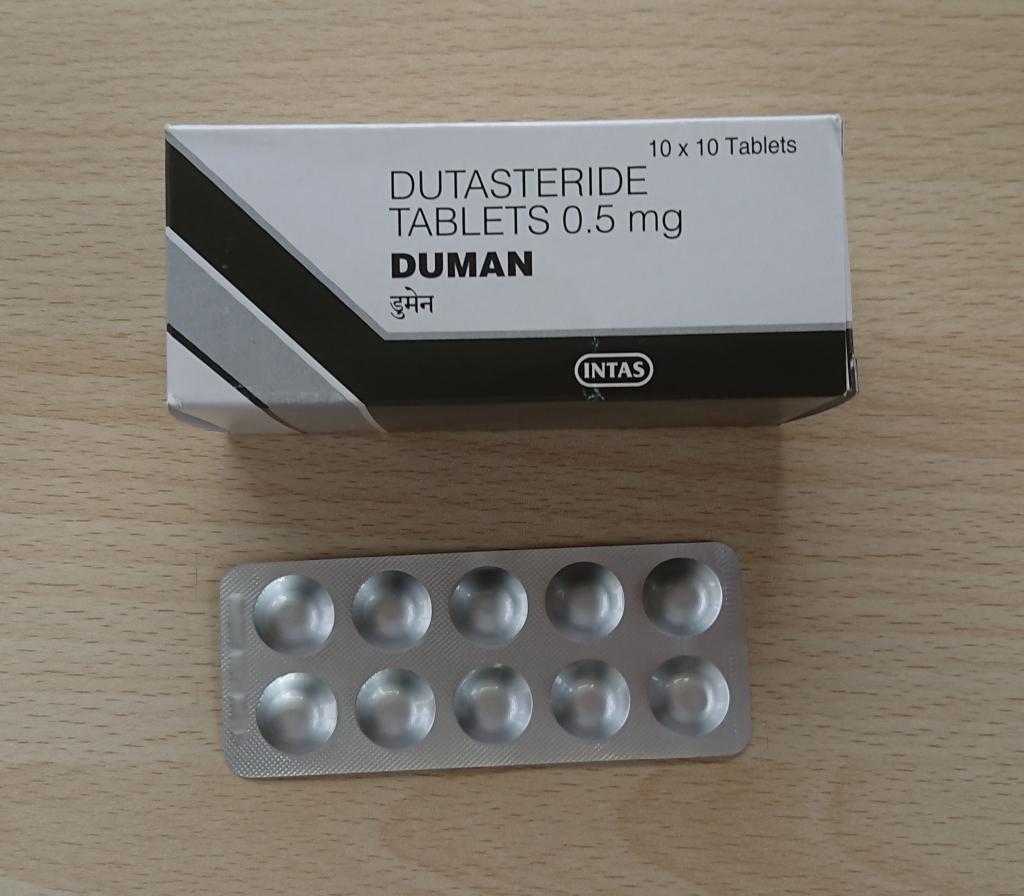 10 x 10 Tablets
DUTASTERIDE
TABLETS 0.5 mg
DUMAN
डुमेन
INTAS